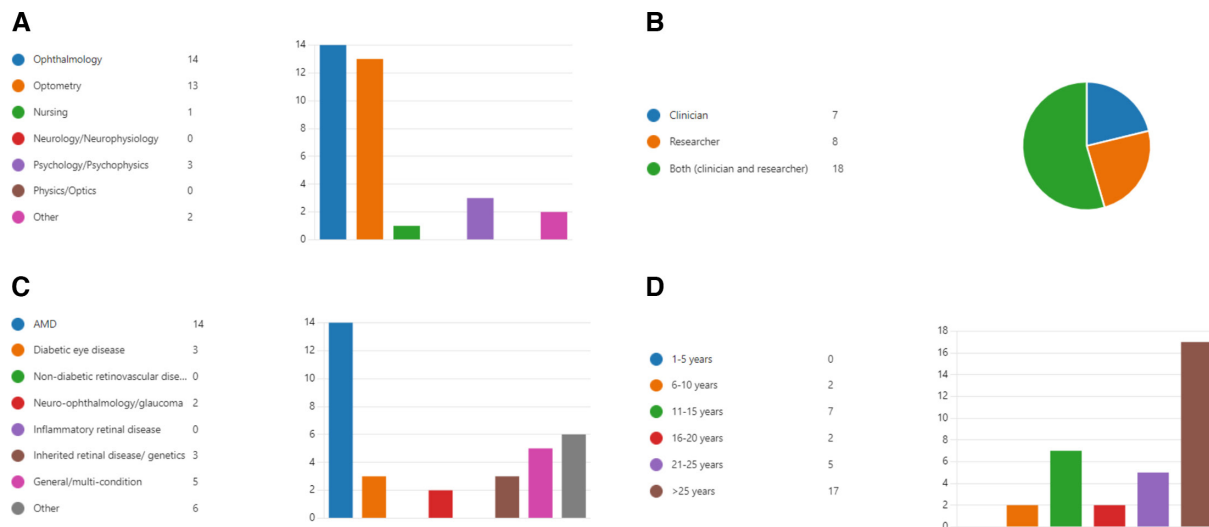 A
Ophthalmology 14
Optometry 13
Nursing 1
Neurology/Neurophysiology 0
Psychology/Psychophysics 3
Physics/Optics 0
Other 2
14
12
10
8
6
4
2
0
B
Clinician 7
Researcher 8
Both (clinician and researcher) 18
C
AMD 14
Diabetic eye disease 3
Non-diabetic retinovascular dise... 0
Neuro-ophthalmology/glaucoma 2
Inflammatory retinal disease 0
Inherited retinal disease/ genetics 3
General/multi-condition 5
Other 6
14
12
10
8
6
4
2
0
D
1-5 years 0
6-10 years 2
11-15 years 7
16-20 years 2
21-25 years 5
>25 years 17
18
16
14
12
10
8
6
4
2
0